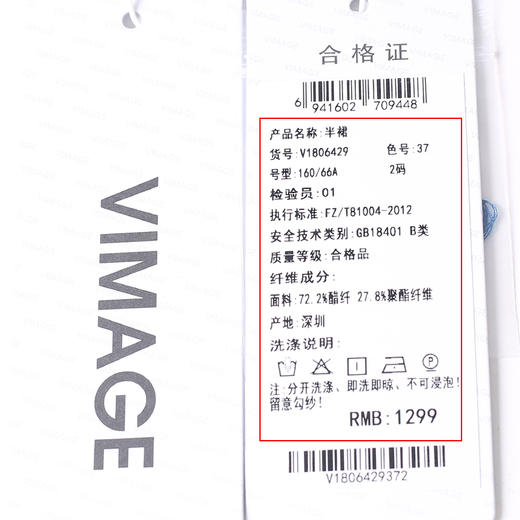 VIMAGE
合格证
6 941602 709448
产品名称:半裙
货号:V1806429 色号:37
号型:160/66A 2码
检验员:01
执行标准:FZ/T81004-2012
安全技术类别:GB18401 B类
质量等级:合格品
纤维成分:
面料:72.2%醋纤 27.8%聚酯纤维
产地:深圳
洗涤说明:
注:分开洗涤、即洗即晾、不可浸泡!
留意勾纱!
RMB:1299
V1806429372